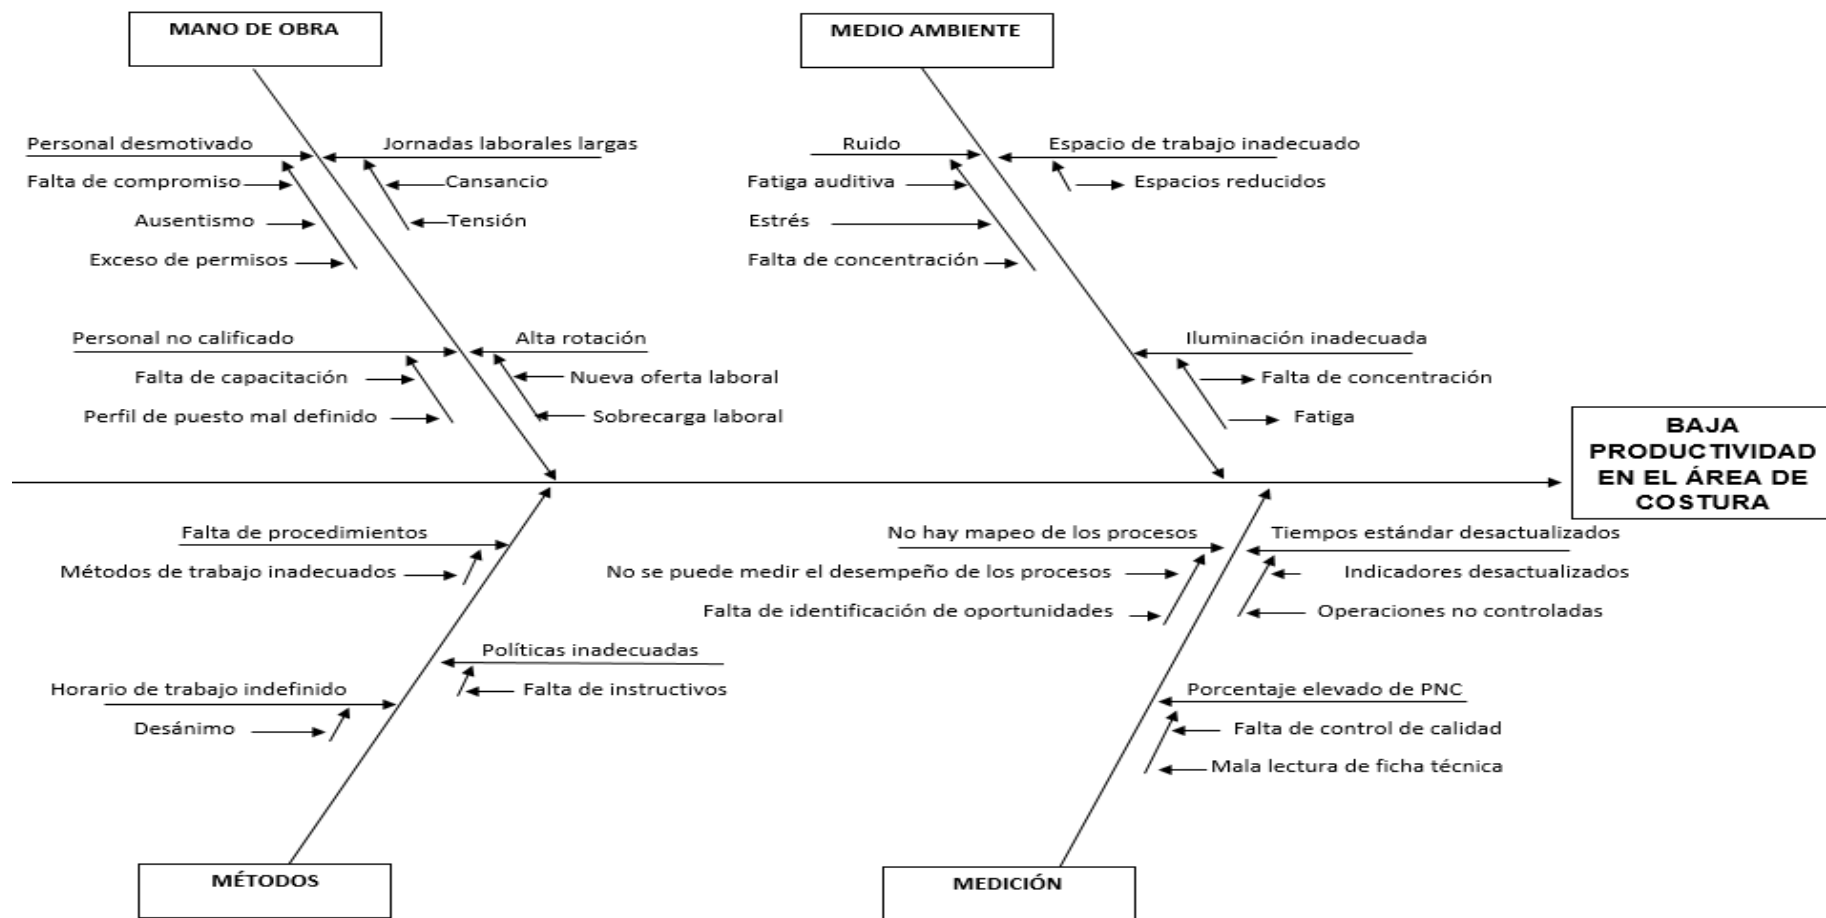 MANO DE OBRA
MEDIO AMBIENTE
Personal desmotivado
Jornadas laborales largas
Falta de compromiso
Cansancio
Ausentismo
Tensión
Exceso de permisos
Ruido
Espacio de trabajo inadecuado
Fatiga auditiva
Espacios reducidos
Estrés
Falta de concentración
Personal no calificado
Alta rotación
Falta de capacitación
Nueva oferta laboral
Perfil de puesto mal definido
Sobrecarga laboral
Iluminación inadecuada
Falta de concentración
Fatiga
BAJA
PRODUCTIVIDAD
EN EL ÁREA DE
COSTURA
Falta de procedimientos
Métodos de trabajo inadecuados
Políticas inadecuadas
Horario de trabajo indefinido
Falta de instructivos
Desánimo
No hay mapeo de los procesos
Tiempos estándar desactualizados
No se puede medir el desempeño de los procesos
Indicadores desactualizados
Falta de identificación de oportunidades
Operaciones no controladas
Porcentaje elevado de PNC
Falta de control de calidad
Mala lectura de ficha técnica
MÉTODOS
MEDICIÓN